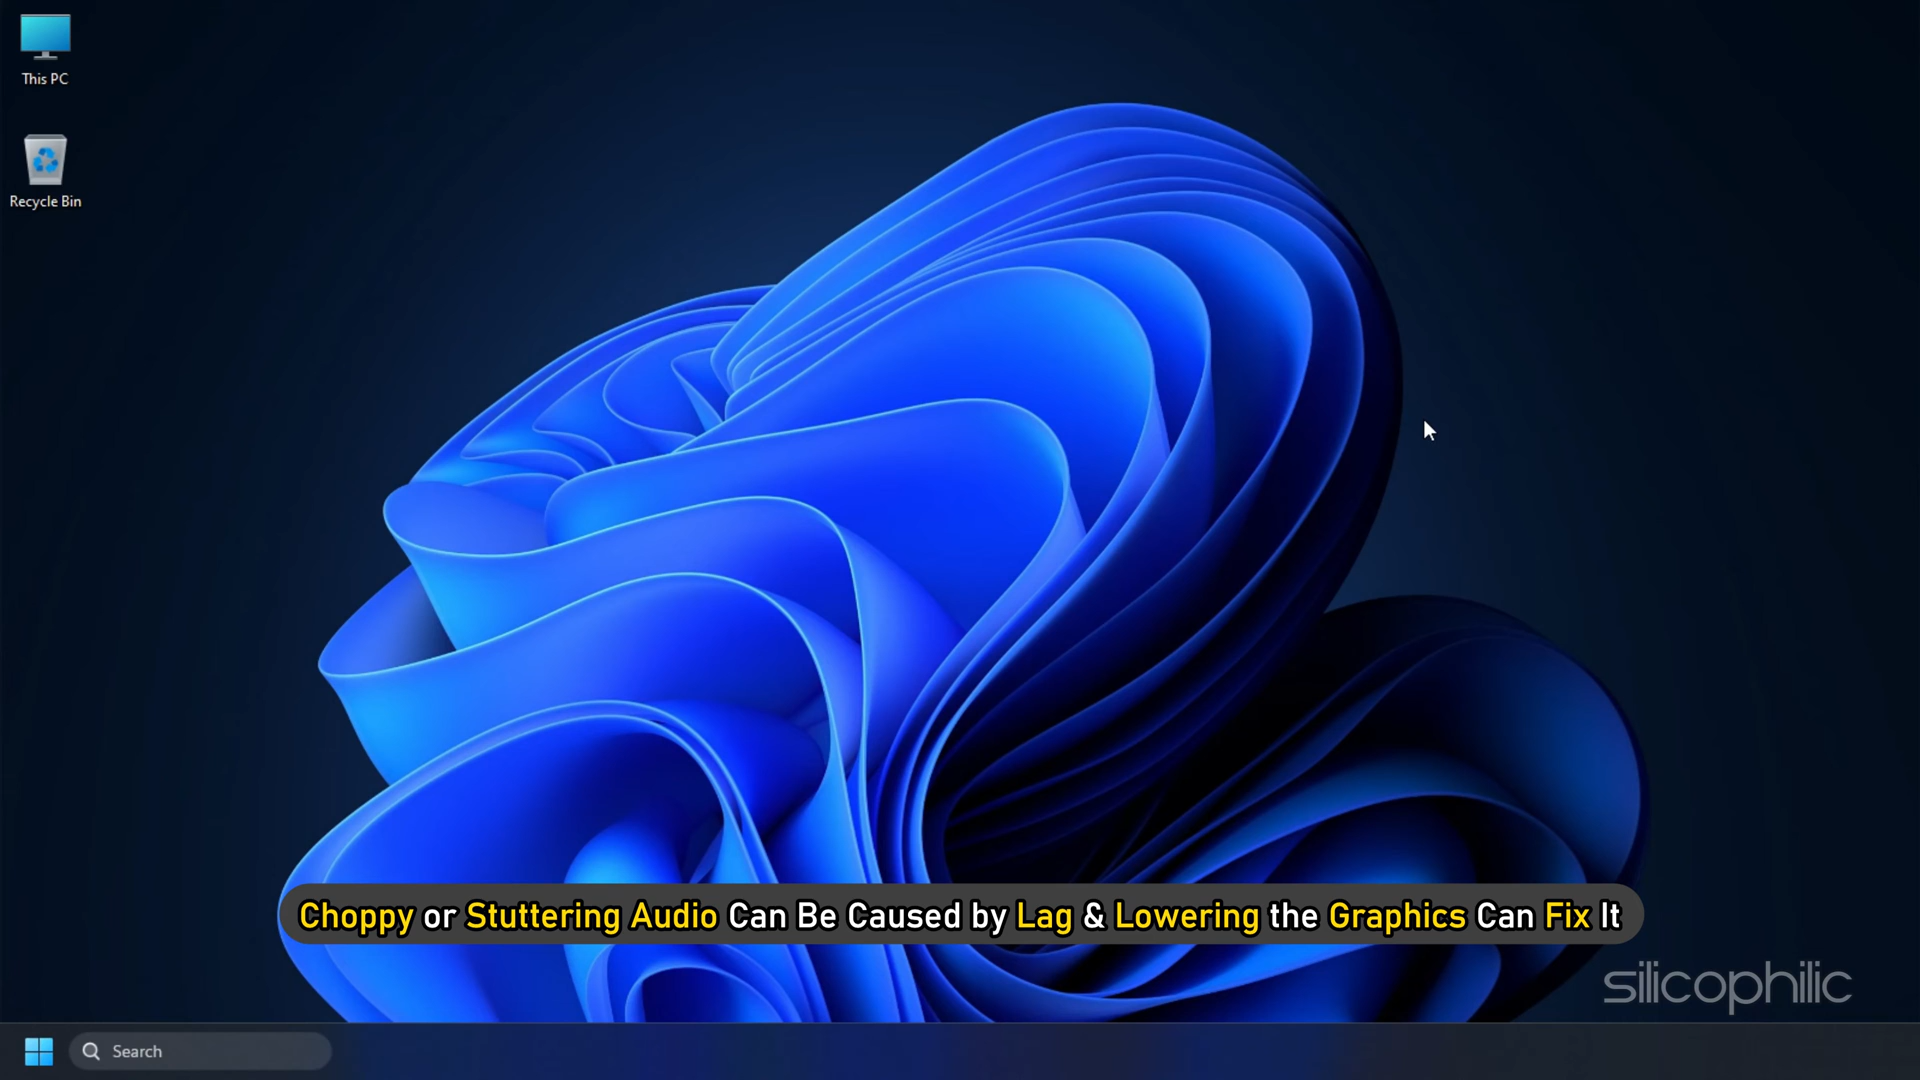 This PC
Recycle Bin
Choppy or Stuttering Audio Can Be Caused by Lag & Lowering the Graphics Can Fix It
silicophilic
Search